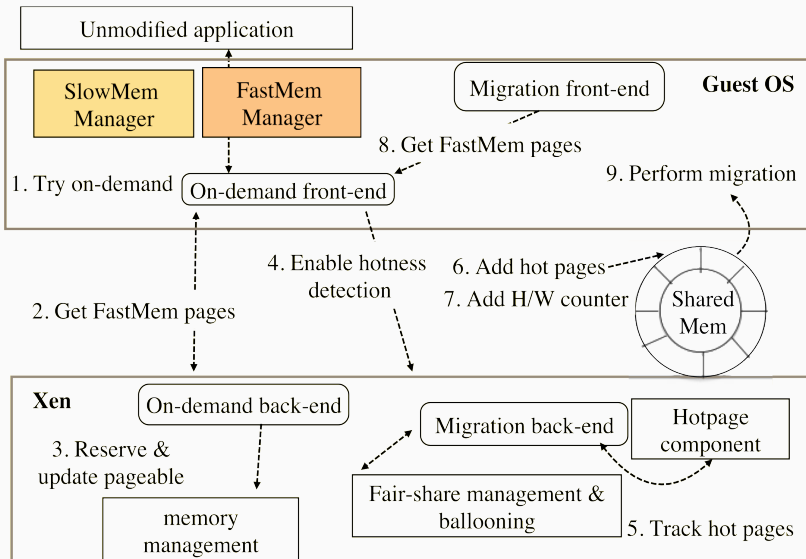 Unmodified application
Guest OS
SlowMem
Manager
FastMem
Manager
Migration front-end
8. Get FastMem pages
1. Try on-demand
On-demand front-end
9. Perform migration
4. Enable hotness
detection
6. Add hot pages
7. Add H/W counter
Shared
Mem
2. Get FastMem pages
Xen
On-demand back-end
Migration back-end
Hotpage
component
3. Reserve &
update pageable
Fair-share management &
ballooning
5. Track hot pages
memory
management